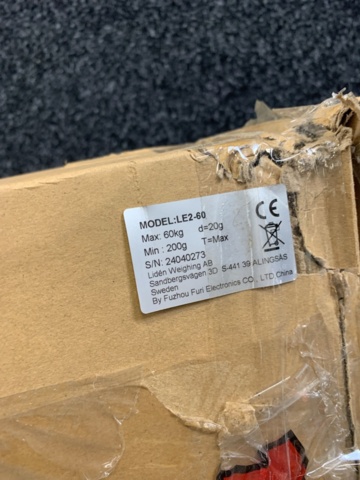 MODEL:LE2-60
Max: 60kg d=20g
Min : 200g T=Max
S/N: 24040273
Lidén Weighing AB
Sandbergsvägen 3D S-441 39 ALINGSÅS
Sweden
By Fuzhou Furi Electronics CO., LTD China
CE